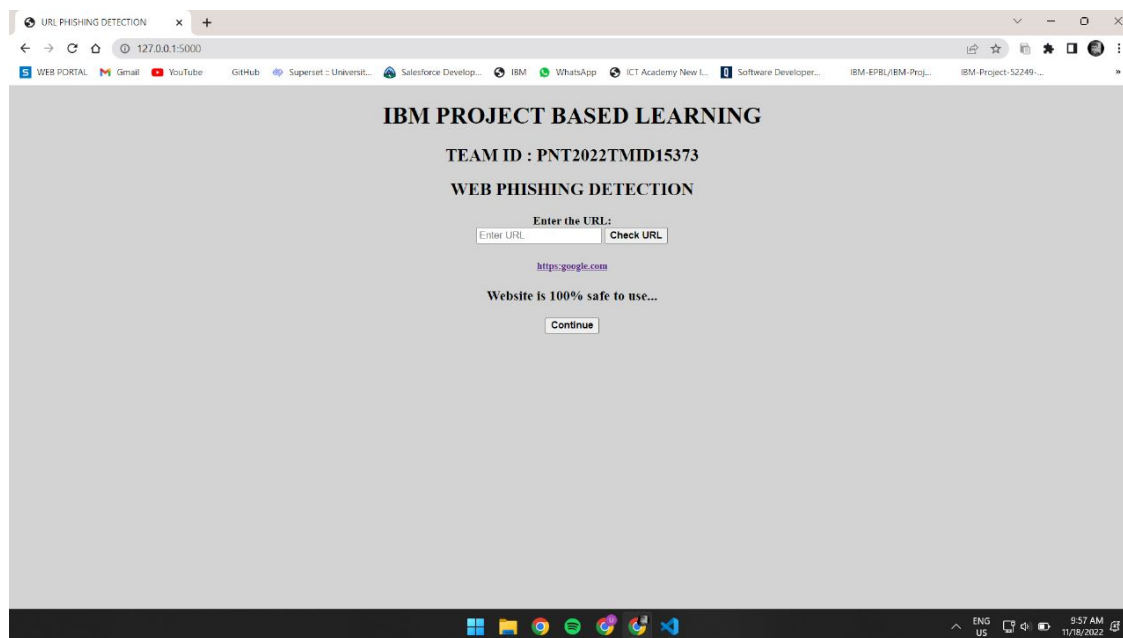 URL PHISHING DETECTION
127.0.0.1:5000
WEB PORTAL Gmail YouTube GitHub Superset :: Universit... Salesforce Develop... IBM WhatsApp ICT Academy New I... Software Developer... IBM-EPBL/IBM-Proj... IBM-Project-52249-... »
IBM PROJECT BASED LEARNING
TEAM ID : PNT2022TMID15373
WEB PHISHING DETECTION
Enter the URL:
Enter URL Check URL
https:google.com
Website is 100% safe to use...
Continue
ENG 9:57 AM
US 11/18/2022